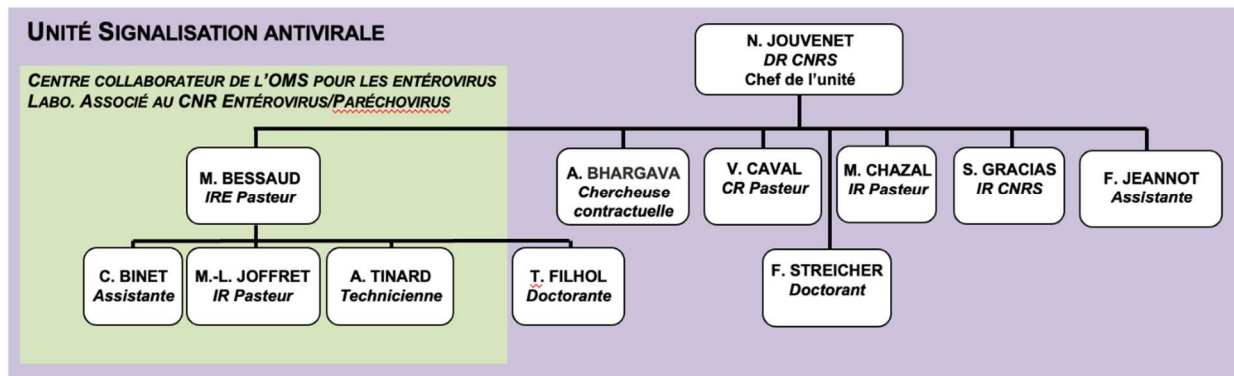 UNITÉ SIGNALISATION ANTIVIRALE
N. JOUVENET
DR CNRS
Chef de l'unité
CENTRE COLLABORATEUR DE L'OMS POUR LES ENTÉROVIRUS
LABO. ASSOCIÉ AU CNR ENTÉROVIRUS/PARÉCHOVIRUS
M. BESSAUD
IRE Pasteur
A. BHARGAVA
Chercheuse
contractuelle
V. CAVAL
CR Pasteur
M. CHAZAL
IR Pasteur
S. GRACIAS
IR CNRS
F. JEANNOT
Assistante
C. BINET
Assistante
M.-L. JOFFRET
IR Pasteur
A. TINARD
Technicienne
T. FILHOL
Doctorante
F. STREICHER
Doctorant